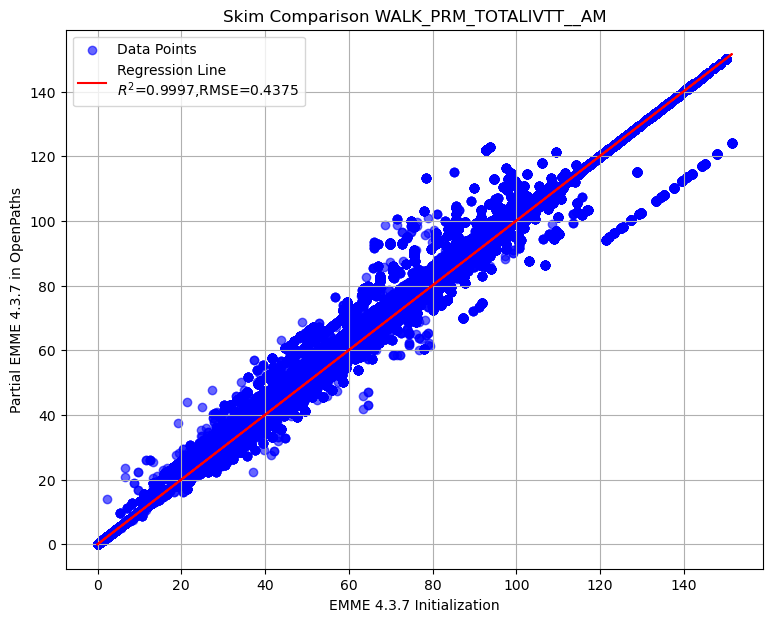 Skim Comparison WALK_PRM_TOTALIVTT__AM
Data Points
Regression Line
R²=0.9997,RMSE=0.4375
Partial EMME 4.3.7 in OpenPaths
140
120
100
80
60
40
20
0
0 20 40 60 80 100 120 140
EMME 4.3.7 Initialization